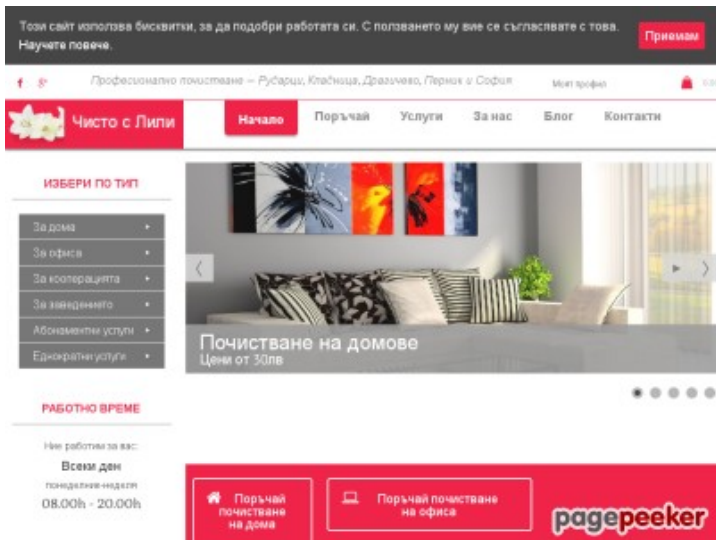 Този сайт използва бисквитки, за да подобри работата си. С ползването му вие се съгласявате с това.
Научете повече.
Приемам
Професионално почистване – Рударци, Кладница, Драгичево, Перник и София
Моят профил
Чисто с Лили
Начало
Поръчай
Услуги
За нас
Блог
Контакти
ИЗБЕРИ ПО ТИП
За дома
За офиса
За кооперацията
За заведението
Абонаментни услуги
Еднократни услуги
Почистване на домове
Цени от 30лв
РАБОТНО ВРЕМЕ
Ние работим за вас:
Всеки ден
понеделник-неделя
08.00h - 20.00h
Поръчай
почистване
на дома
Поръчай почистване
на офиса
pagepeeker